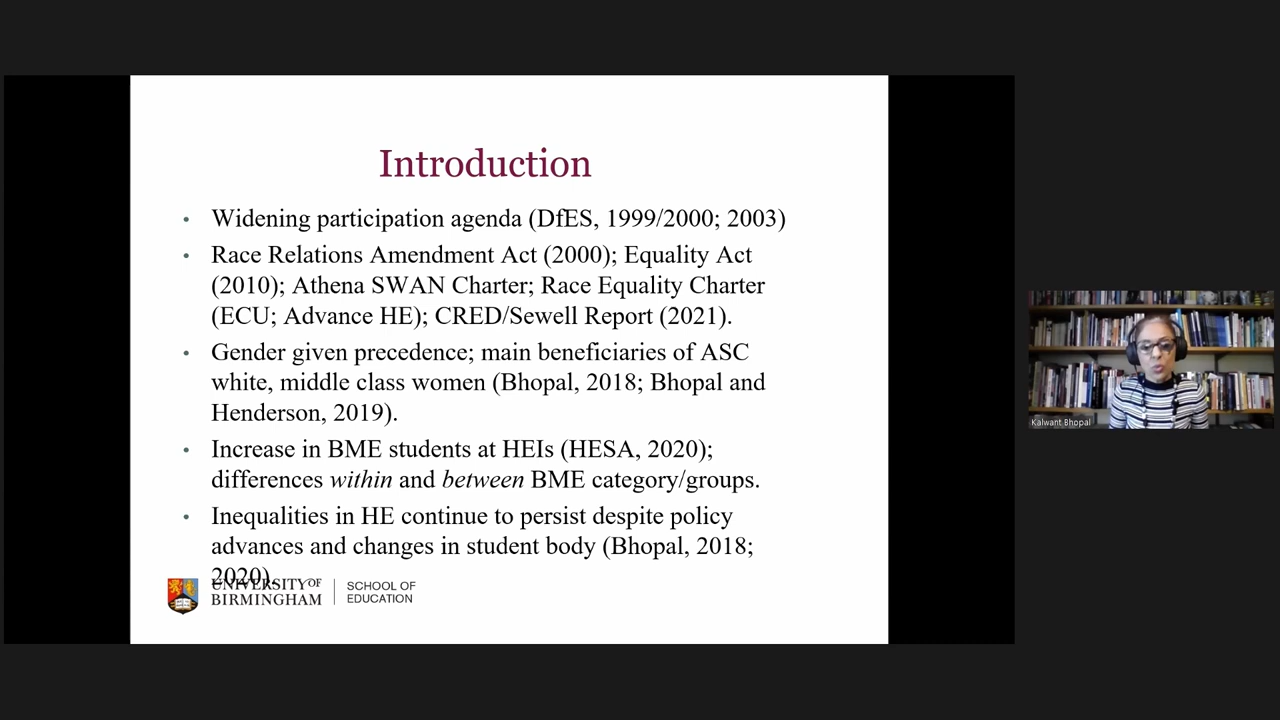 Introduction
• Widening participation agenda (DfES, 1999/2000; 2003)
• Race Relations Amendment Act (2000); Equality Act
(2010); Athena SWAN Charter; Race Equality Charter
(ECU; Advance HE); CRED/Sewell Report (2021).
• Gender given precedence; main beneficiaries of ASC
white, middle class women (Bhopal, 2018; Bhopal and
Henderson, 2019).
• Increase in BME students at HEIs (HESA, 2020);
differences within and between BME category/groups.
• Inequalities in HE continue to persist despite policy
advances and changes in student body (Bhopal, 2018;
2020).
UNIVERSITY OF
BIRMINGHAM
SCHOOL OF
EDUCATION
Kalwant Bhopal